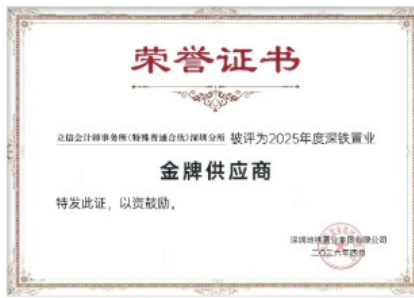 荣誉证书
立信会计师事务所(特殊普通合伙)深圳分所 被评为2025年度深铁置业
金牌供应商
特发此证，以资鼓励。
深圳地铁置业集团有限公司
二〇二六年四月